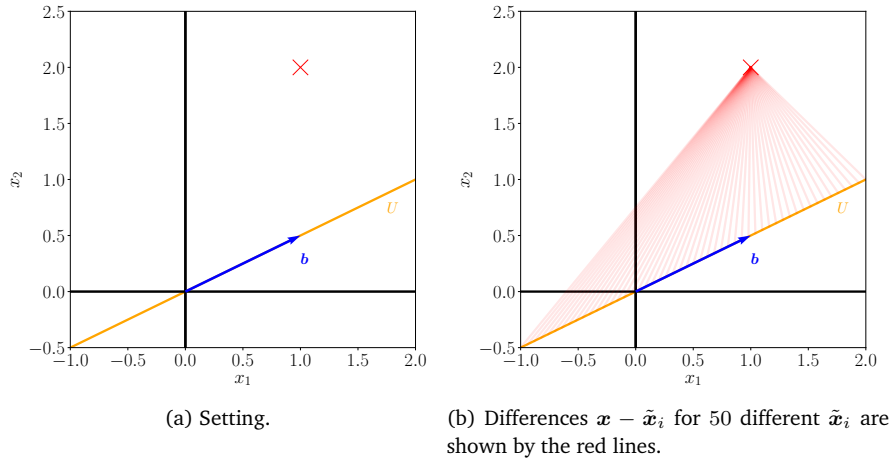 2.5
2.0
1.5
1.0
0.5
0.0
−0.5
x₂
U
b
−1.0 −0.5 0.0 0.5 1.0 1.5 2.0
x₁
2.5
2.0
1.5
1.0
0.5
0.0
−0.5
x₂
U
b
−1.0 −0.5 0.0 0.5 1.0 1.5 2.0
x₁
(a) Setting.
(b) Differences x − x̃ᵢ for 50 different x̃ᵢ are
shown by the red lines.